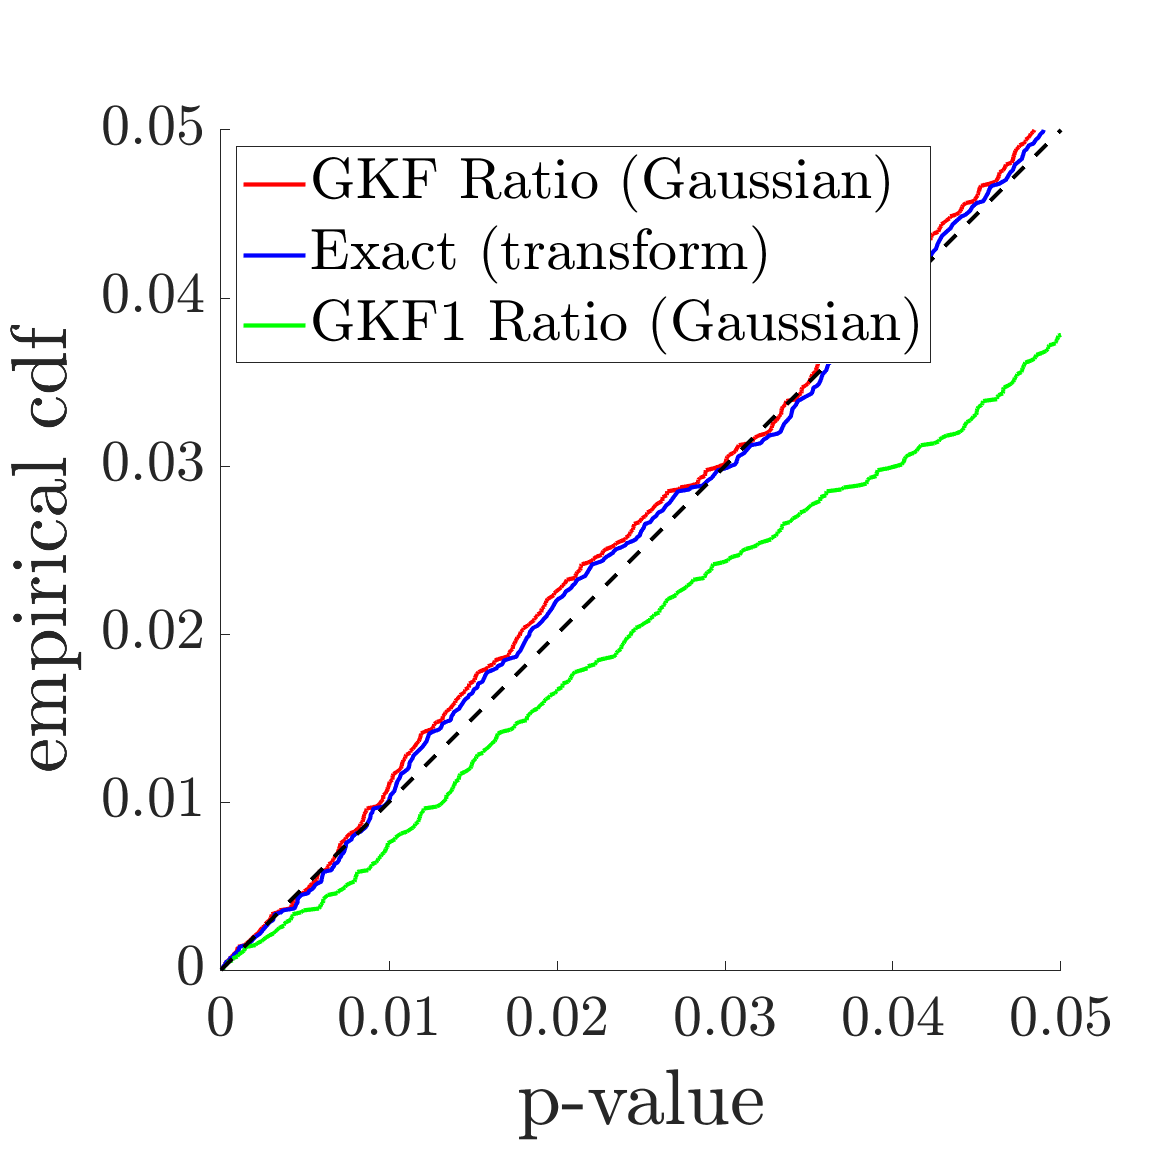 0.05
GKF Ratio (Gaussian)
Exact (transform)
GKF1 Ratio (Gaussian)
0.04
0.03
0.02
0.01
0
empirical cdf
0 0.01 0.02 0.03 0.04 0.05
p-value